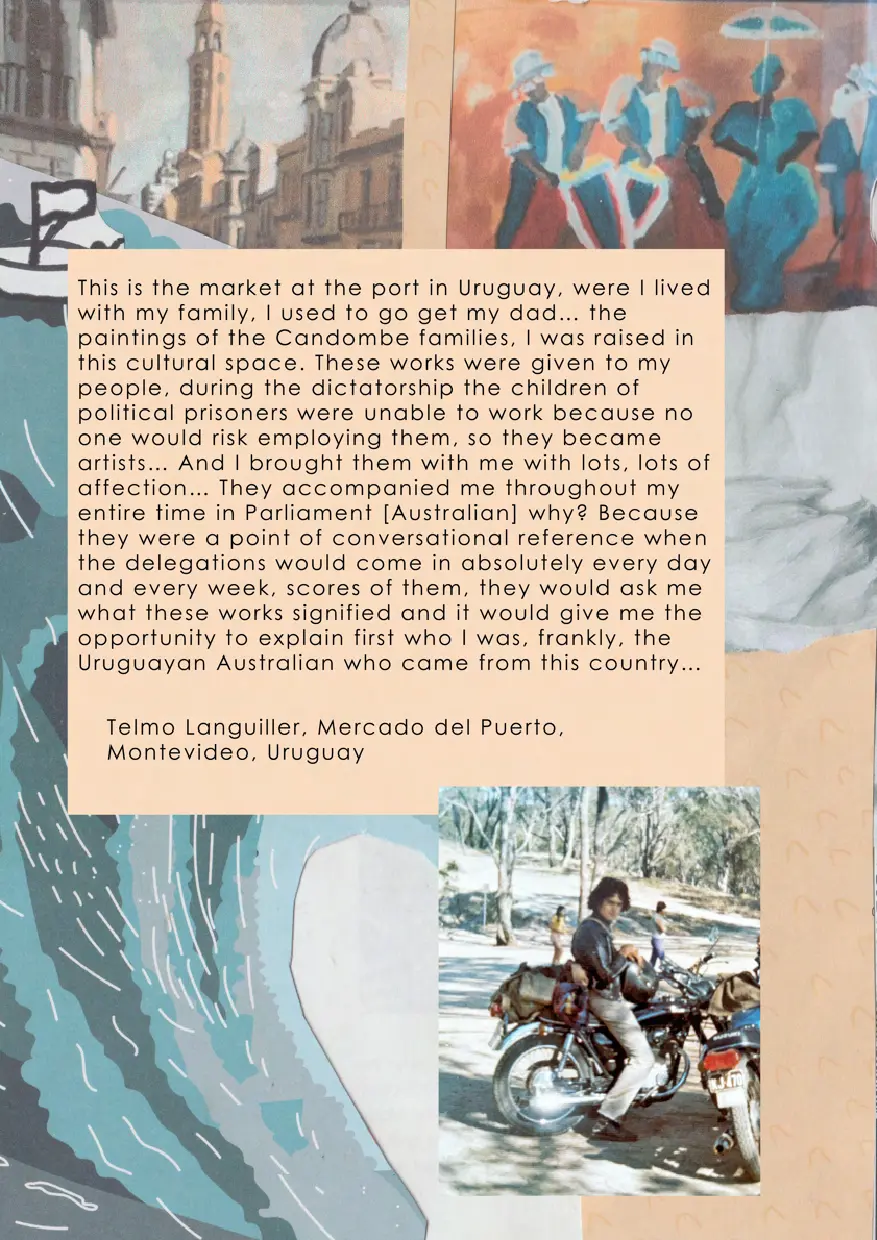 This is the market at the port in Uruguay, were I lived
with my family, I used to go get my dad... the
paintings of the Candombe families, I was raised in
this cultural space. These works were given to my
people, during the dictatorship the children of
political prisoners were unable to work because no
one would risk employing them, so they became
artists... And I brought them with me with lots, lots of
affection... They accompanied me throughout my
entire time in Parliament [Australian] why? Because
they were a point of conversational reference when
the delegations would come in absolutely every day
and every week, scores of them, they would ask me
what these works signified and it would give me the
opportunity to explain first who I was, frankly, the
Uruguayan Australian who came from this country...
Telmo Languiller, Mercado del Puerto,
Montevideo, Uruguay